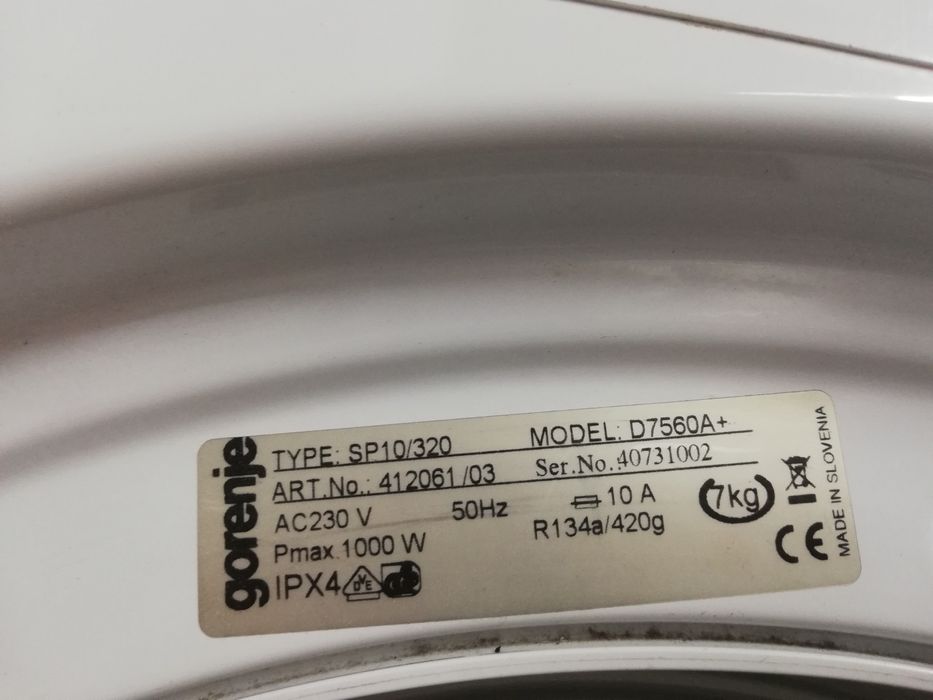 gorenje
TYPE: SP10/320 MODEL: D7560A+
ART.No.: 412061/03 Ser.No.:40731002
AC230 V 50Hz 10 A 7kg
Pmax.1000 W R134a/420g
IPX4 DVE
CE
MADE IN SLOVENIA